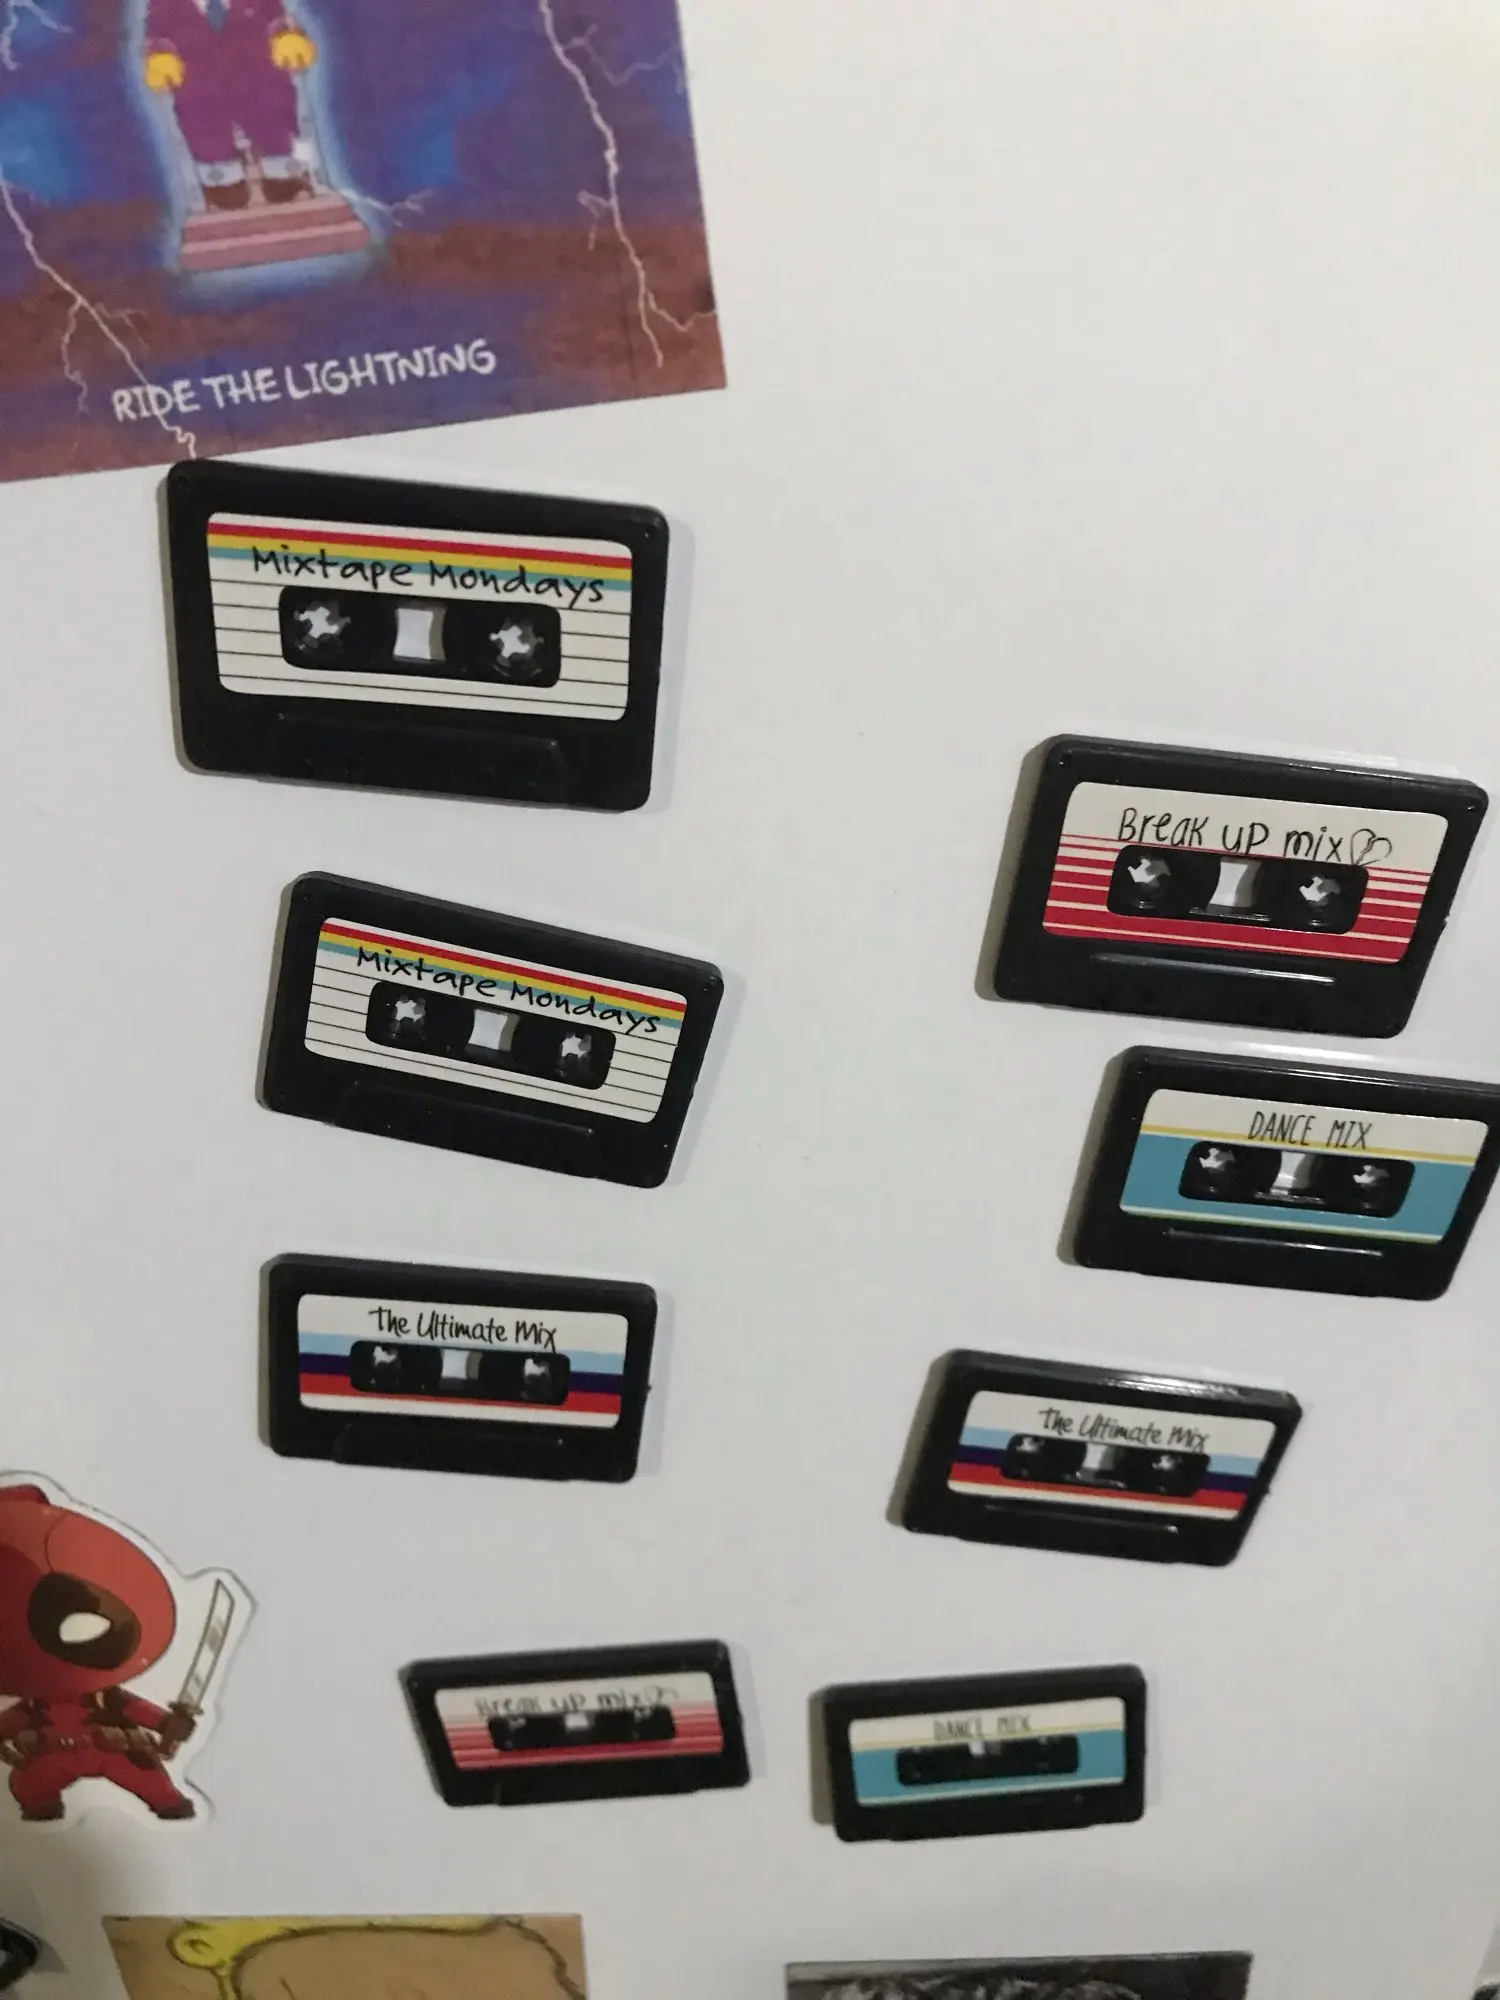 RIDE THE LIGHTNING
Mixtape Mondays
Break up mix
Mixtape Mondays
DANCE MIX
The Ultimate Mix
The Ultimate Mix
Break up mix
DANCE MIX